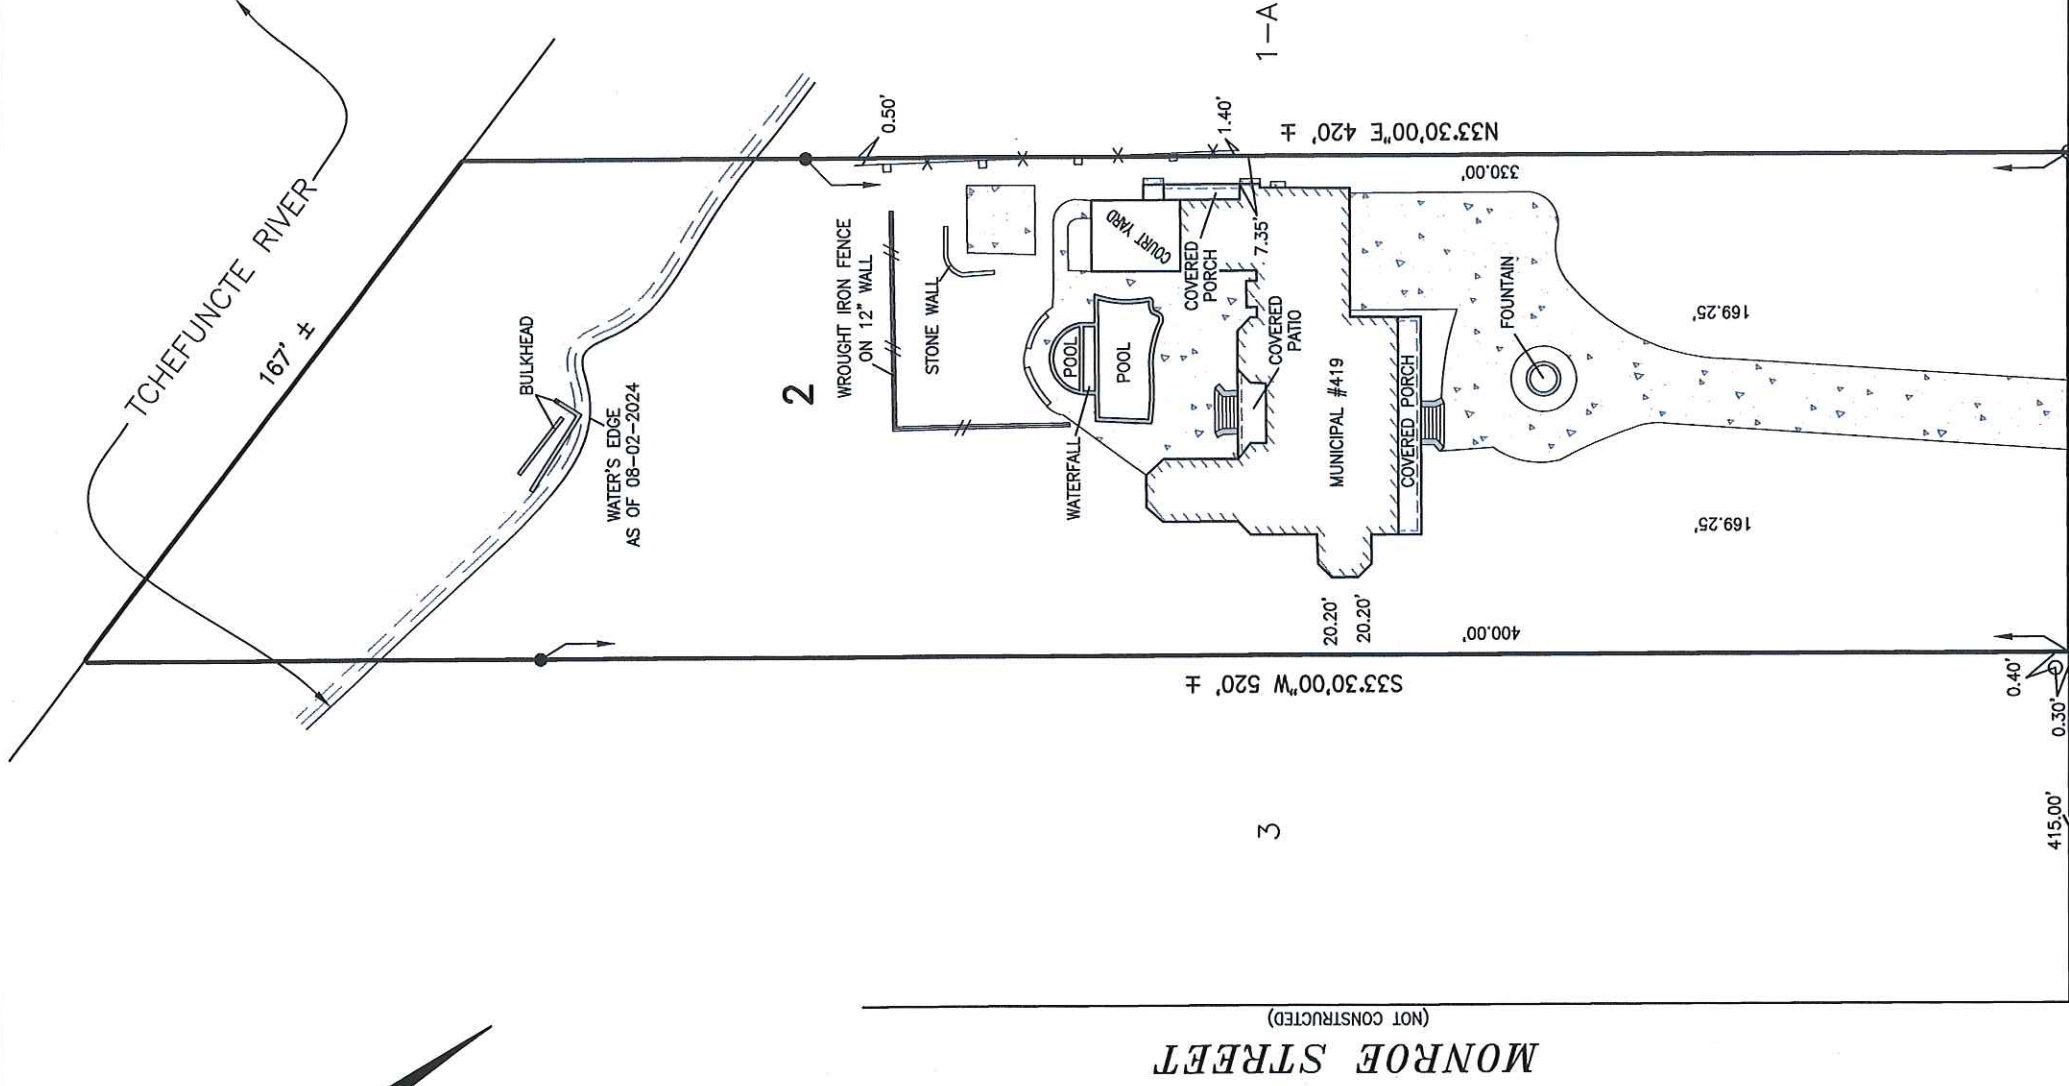 TCHEFUNCTE RIVER
167' ±
BULKHEAD
WATER'S EDGE
AS OF 08-02-2024
2
WROUGHT IRON FENCE
ON 12" WALL
STONE WALL
0.50'
1.40'
N33°30'00"E 420' ±
330.00'
1-A
COURT YARD
COVERED
PORCH
7.35'
POOL
POOL
WATERFALL
COVERED
PATIO
MUNICIPAL #419
COVERED PORCH
FOUNTAIN
169.25'
169.25'
20.20'
20.20'
400.00'
S33°30'00"W 520' ±
0.40'
0.30'
415.00'
3
(NOT CONSTRUCTED)
MONROE STREET